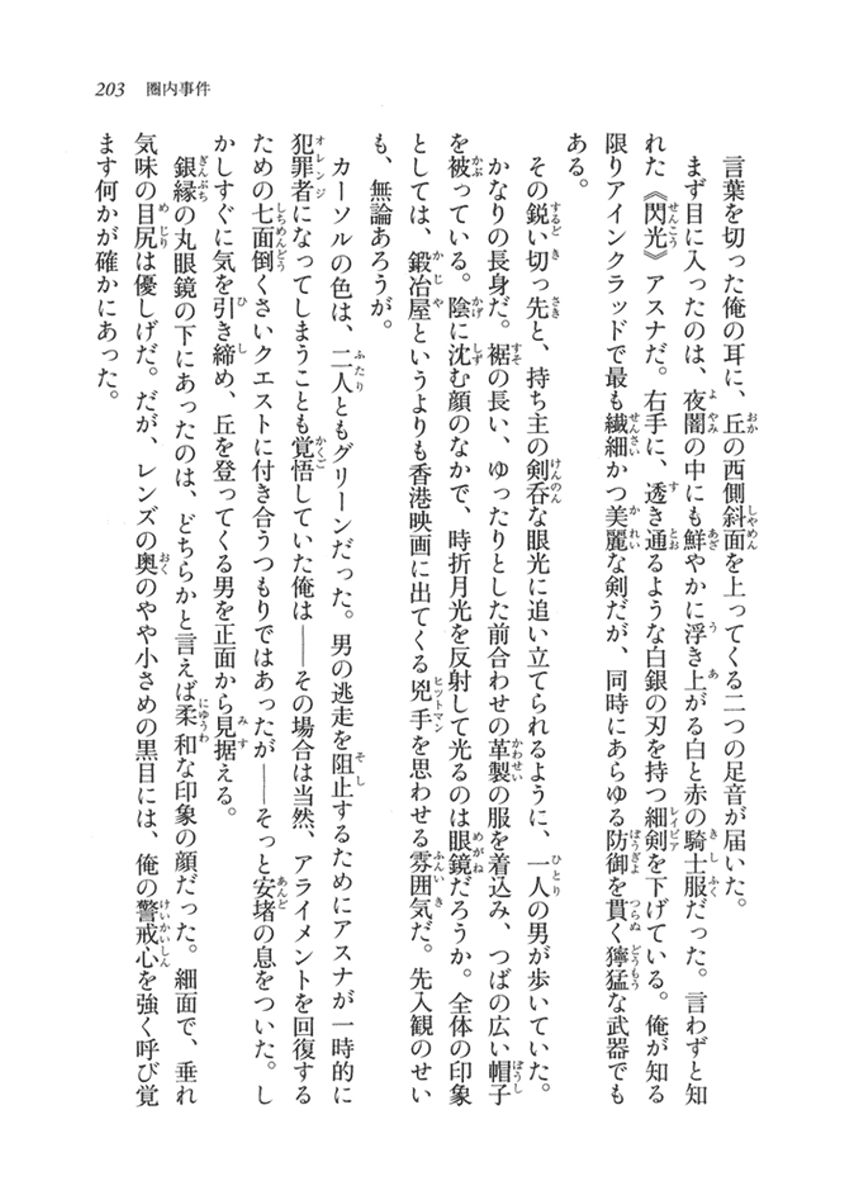 203 圏内事件
言葉を切った俺の耳に、丘の西側斜面を上ってくる二つの足音が届いた。
まず目に入ったのは、夜闇の中にも鮮やかに浮き上がる白と赤の騎士服だった。言わずと知
れた《閃光》アスナだ。右手に、透き通るような白銀の刃を持つ細剣を下げている。俺が知る
限りアインクラッドで最も繊細かつ美麗な剣だが、同時にあらゆる防御を貫く獰猛な武器でも
ある。
その鋭い切っ先と、持ち主の剣呑な眼光に追い立てられるように、一人の男が歩いていた。
かなりの長身だ。裾の長い、ゆったりとした前合わせの革製の服を着込み、つばの広い帽子
を被っている。陰に沈む顔のなかで、時折月光を反射して光るのは眼鏡だろうか。全体の印象
としては、鍛冶屋というよりも香港映画に出てくる兇手を思わせる雰囲気だ。先入観のせい
も、無論あろうが。
カーソルの色は、二人ともグリーンだった。男の逃走を阻止するためにアスナが一時的に
犯罪者になってしまうことも覚悟していた俺は――その場合は当然、アライメントを回復する
ための七面倒くさいクエストに付き合うつもりではあったが――そっと安堵の息をついた。し
かしすぐに気を引き締め、丘を登ってくる男を正面から見据える。
銀縁の丸眼鏡の下にあったのは、どちらかと言えば柔和な印象の顔だった。細面で、垂れ
気味の目尻は優しげだ。だが、レンズの奥のやや小さめの黒目には、俺の警戒心を強く呼び覚
ます何かが確かにあった。